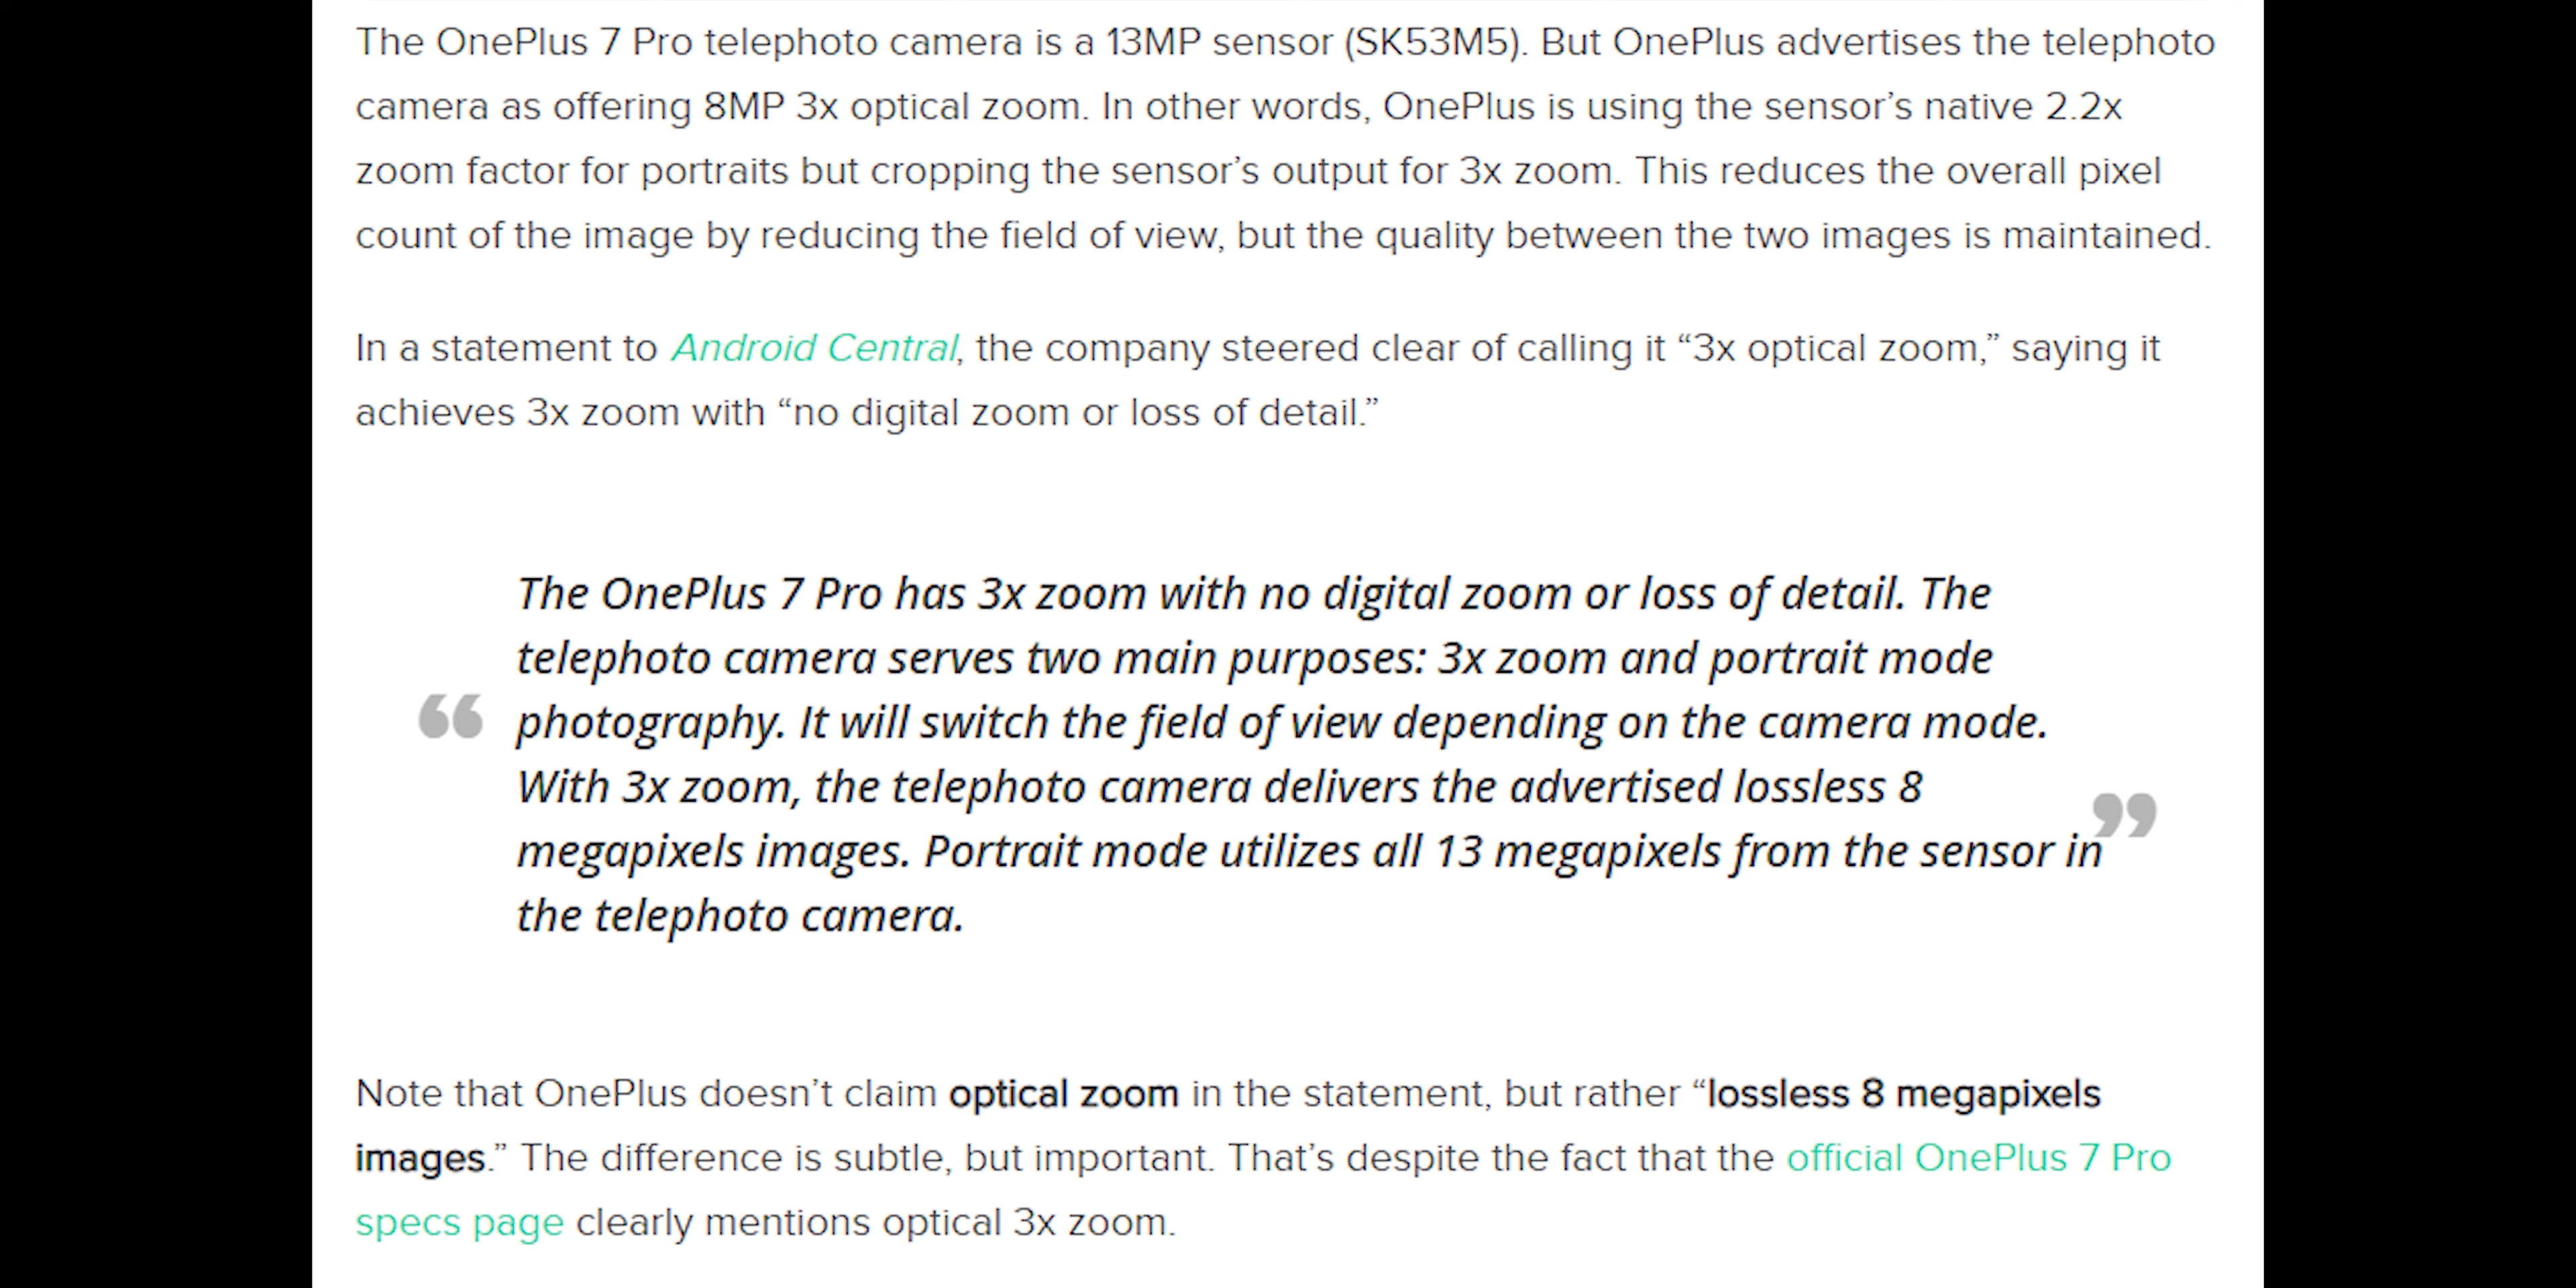 The OnePlus 7 Pro telephoto camera is a 13MP sensor (SK53M5). But OnePlus advertises the telephoto
camera as offering 8MP 3x optical zoom. In other words, OnePlus is using the sensor’s native 2.2x
zoom factor for portraits but cropping the sensor’s output for 3x zoom. This reduces the overall pixel
count of the image by reducing the field of view, but the quality between the two images is maintained.
In a statement to Android Central, the company steered clear of calling it “3x optical zoom,” saying it
achieves 3x zoom with “no digital zoom or loss of detail.”
The OnePlus 7 Pro has 3x zoom with no digital zoom or loss of detail. The
telephoto camera serves two main purposes: 3x zoom and portrait mode
“ photography. It will switch the field of view depending on the camera mode.
With 3x zoom, the telephoto camera delivers the advertised lossless 8
megapixels images. Portrait mode utilizes all 13 megapixels from the sensor in ”
the telephoto camera.
Note that OnePlus doesn’t claim optical zoom in the statement, but rather “lossless 8 megapixels
images.” The difference is subtle, but important. That’s despite the fact that the official OnePlus 7 Pro
specs page clearly mentions optical 3x zoom.